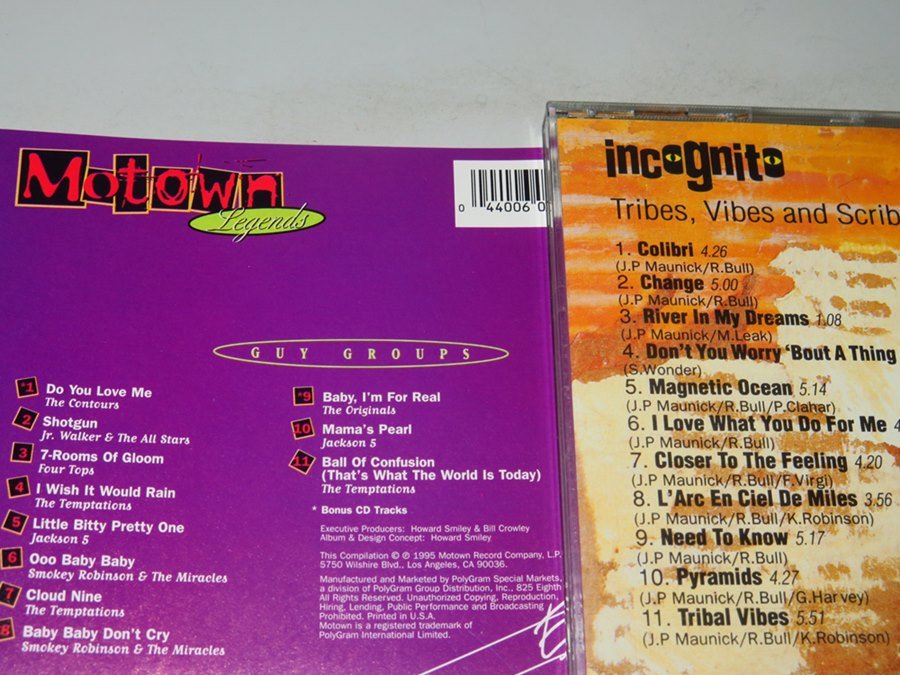 Motown
Legends
0 44006 0
GUY GROUPS
*1 Do You Love Me
The Contours
2 Shotgun
Jr. Walker & The All Stars
3 7-Rooms Of Gloom
Four Tops
4 I Wish It Would Rain
The Temptations
5 Little Bitty Pretty One
Jackson 5
6 Ooo Baby Baby
Smokey Robinson & The Miracles
7 Cloud Nine
The Temptations
*8 Baby Baby Don't Cry
Smokey Robinson & The Miracles
*9 Baby, I'm For Real
The Originals
10 Mama's Pearl
Jackson 5
11 Ball Of Confusion
(That's What The World Is Today)
The Temptations
* Bonus CD Tracks
Executive Producers: Howard Smiley & Bill Crowley
Album & Design Concept: Howard Smiley
This Compilation © ℗ 1995 Motown Record Company, L.P.
5750 Wilshire Blvd., Los Angeles, CA 90036.
Manufactured and Marketed by PolyGram Special Markets,
a division of PolyGram Group Distribution, Inc., 825 Eighth
All Rights Reserved. Unauthorized Copying, Reproduction,
Hiring, Lending, Public Performance and Broadcasting
Prohibited. Printed in U.S.A.
Motown is a registered trademark of
PolyGram International Limited.
incognito
Tribes, Vibes and Scrib
1. Colibri 4.26
(J.P Maunick/R.Bull)
2. Change 5.00
(J.P Maunick/R.Bull)
3. River In My Dreams 1.08
(J.P Maunick/M.Leak)
4. Don't You Worry 'Bout A Thing
(S.Wonder)
5. Magnetic Ocean 5.14
(J.P Maunick/R.Bull/P.Clahar)
6. I Love What You Do For Me 4
(J.P Maunick/R.Bull)
7. Closer To The Feeling 4.20
(J.P Maunick/R.Bull/F.Virgi)
8. L'Arc En Ciel De Miles 3.56
(J.P Maunick/R.Bull/K.Robinson)
9. Need To Know 5.17
(J.P Maunick/R.Bull)
10. Pyramids 4.27
(J.P Maunick/R.Bull/G.Harvey)
11. Tribal Vibes 5.51
(J.P Maunick/R.Bull/K.Robinson)